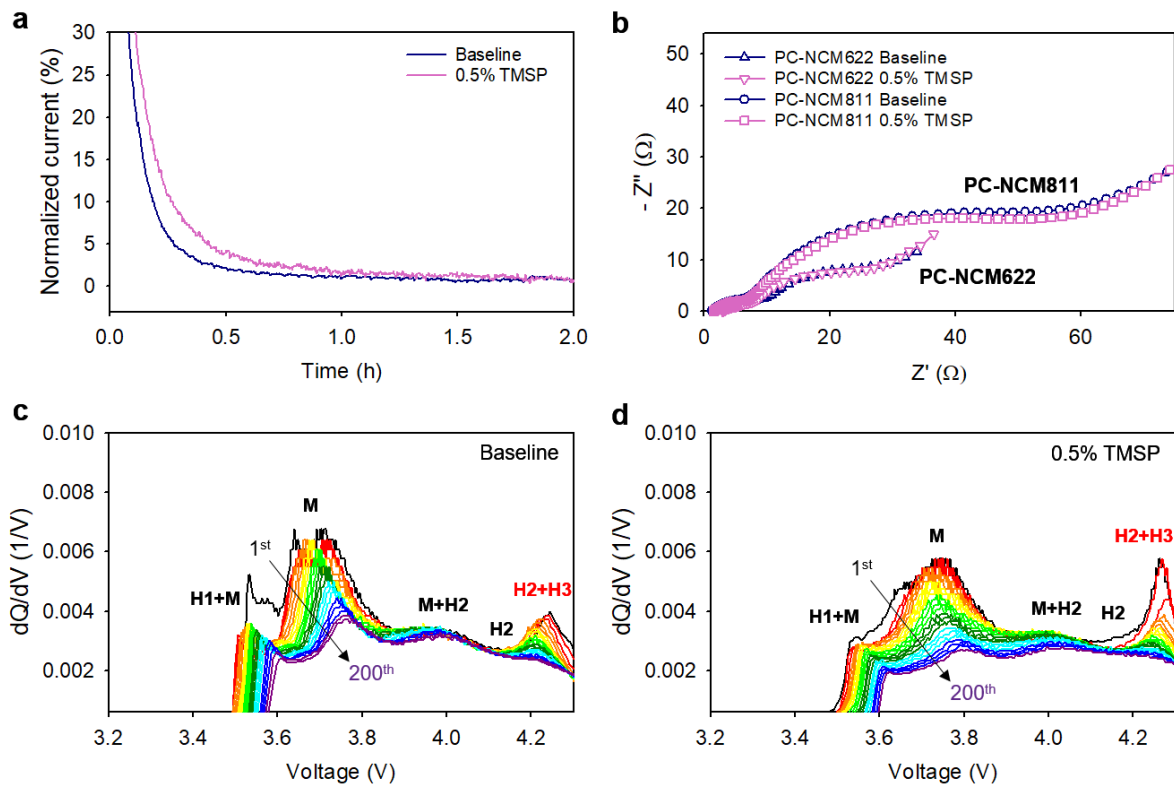 a
30
25
20
15
10
5
0
Normalized current (%)
Baseline
0.5% TMSP
0.0
0.5
1.0
1.5
2.0
Time (h)
b
50
40
30
20
10
0
- Z'' (Ω)
PC-NCM622 Baseline
PC-NCM622 0.5% TMSP
PC-NCM811 Baseline
PC-NCM811 0.5% TMSP
PC-NCM811
PC-NCM622
0
20
40
60
Z' (Ω)
c
0.010
0.008
0.006
0.004
0.002
dQ/dV (1/V)
Baseline
M
1st
H1+M
H2+H3
M+H2
H2
200th
3.2
3.4
3.6
3.8
4.0
4.2
Voltage (V)
d
0.010
0.008
0.006
0.004
0.002
dQ/dV (1/V)
0.5% TMSP
H2+H3
M
1st
H1+M
M+H2
H2
200th
3.2
3.4
3.6
3.8
4.0
4.2
Voltage (V)